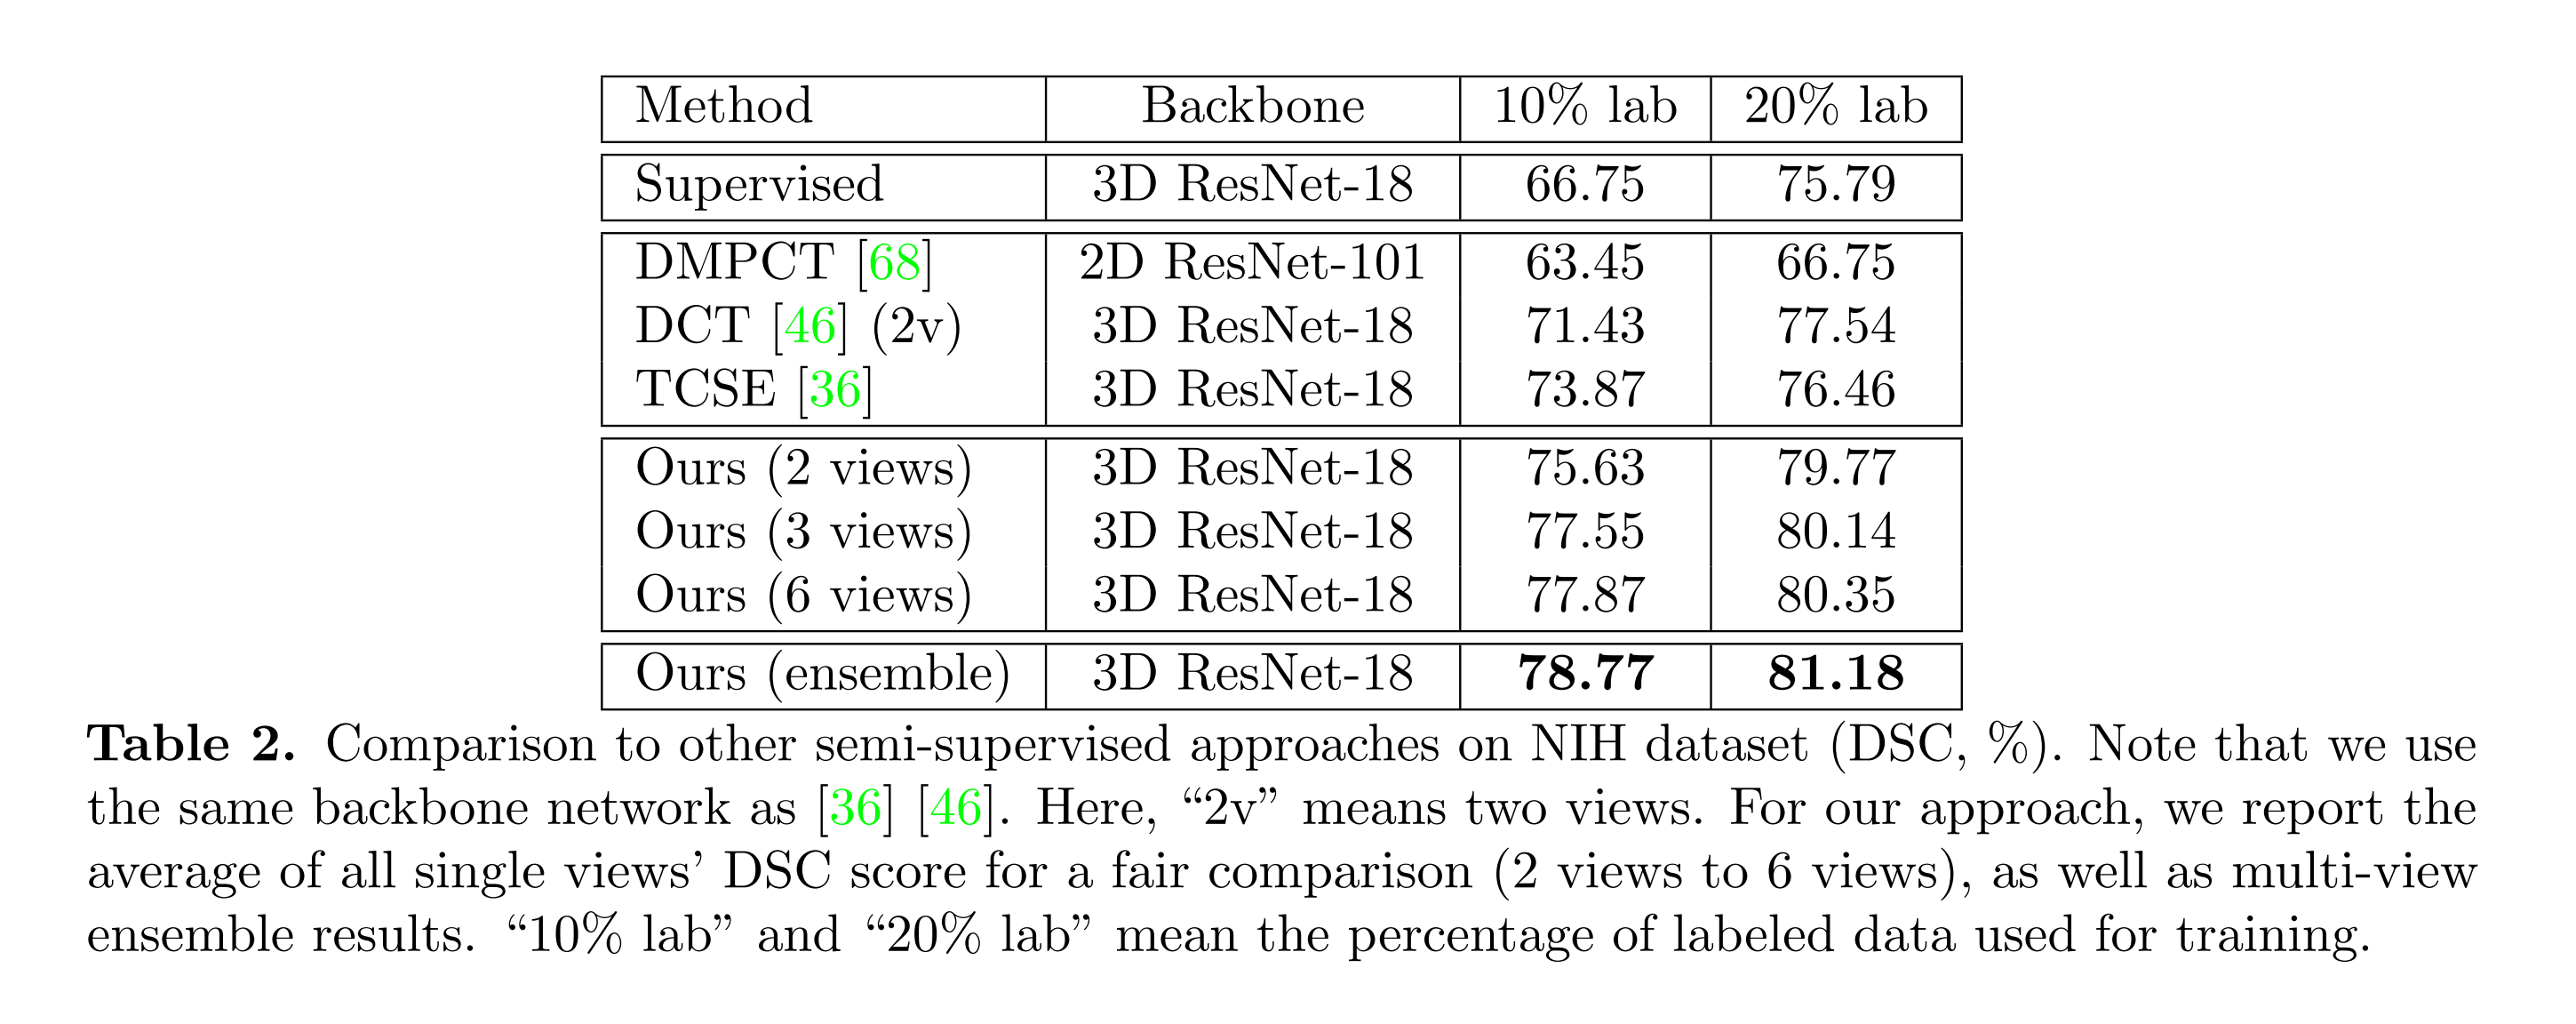 Method Backbone 10% lab 20% lab
Supervised 3D ResNet-18 66.75 75.79
DMPCT [68] 2D ResNet-101 63.45 66.75
DCT [46] (2v) 3D ResNet-18 71.43 77.54
TCSE [36] 3D ResNet-18 73.87 76.46
Ours (2 views) 3D ResNet-18 75.63 79.77
Ours (3 views) 3D ResNet-18 77.55 80.14
Ours (6 views) 3D ResNet-18 77.87 80.35
Ours (ensemble) 3D ResNet-18 78.77 81.18
Table 2. Comparison to other semi-supervised approaches on NIH dataset (DSC, %). Note that we use
the same backbone network as [36] [46]. Here, “2v” means two views. For our approach, we report the
average of all single views’ DSC score for a fair comparison (2 views to 6 views), as well as multi-view
ensemble results. “10% lab” and “20% lab” mean the percentage of labeled data used for training.